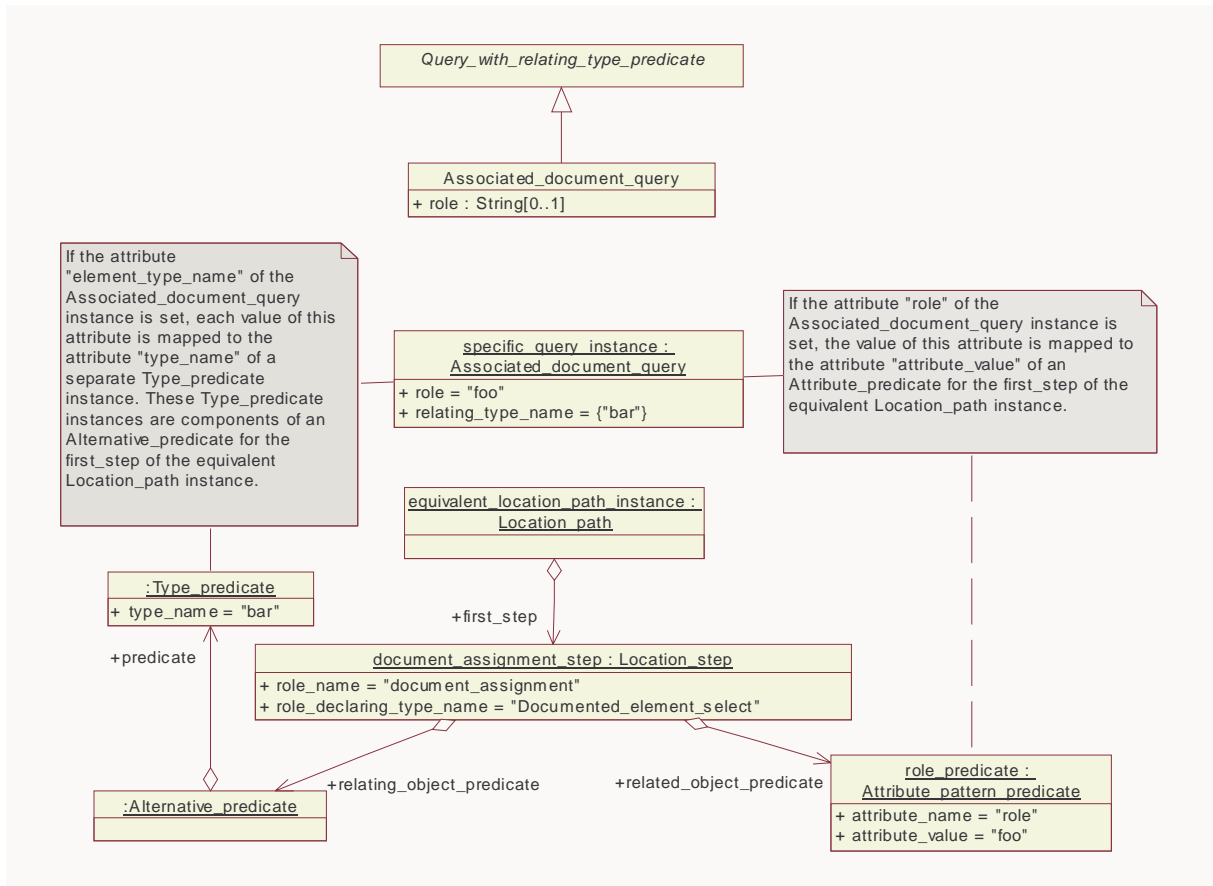 Query_with_relating_type_predicate
Associated_document_query
+ role : String[0..1]
If the attribute
"element_type_name" of the
Associated_document_query
instance is set, each value of this
attribute is mapped to the
attribute "type_name" of a
separate Type_predicate
instance. These Type_predicate
instances are components of an
Alternative_predicate for the
first_step of the equivalent
Location_path instance.
specific_query_instance :
Associated_document_query
+ role = "foo"
+ relating_type_name = {"bar"}
If the attribute "role" of the
Associated_document_query instance is
set, the value of this attribute is mapped to
the attribute "attribute_value" of an
Attribute_predicate for the first_step of the
equivalent Location_path instance.
equivalent_location_path_instance :
Location_path
:Type_predicate
+ type_name = "bar"
+first_step
+predicate
document_assignment_step : Location_step
+ role_name = "document_assignment"
+ role_declaring_type_name = "Documented_element_select"
+relating_object_predicate
+related_object_predicate
:Alternative_predicate
role_predicate :
Attribute_pattern_predicate
+ attribute_name = "role"
+ attribute_value = "foo"